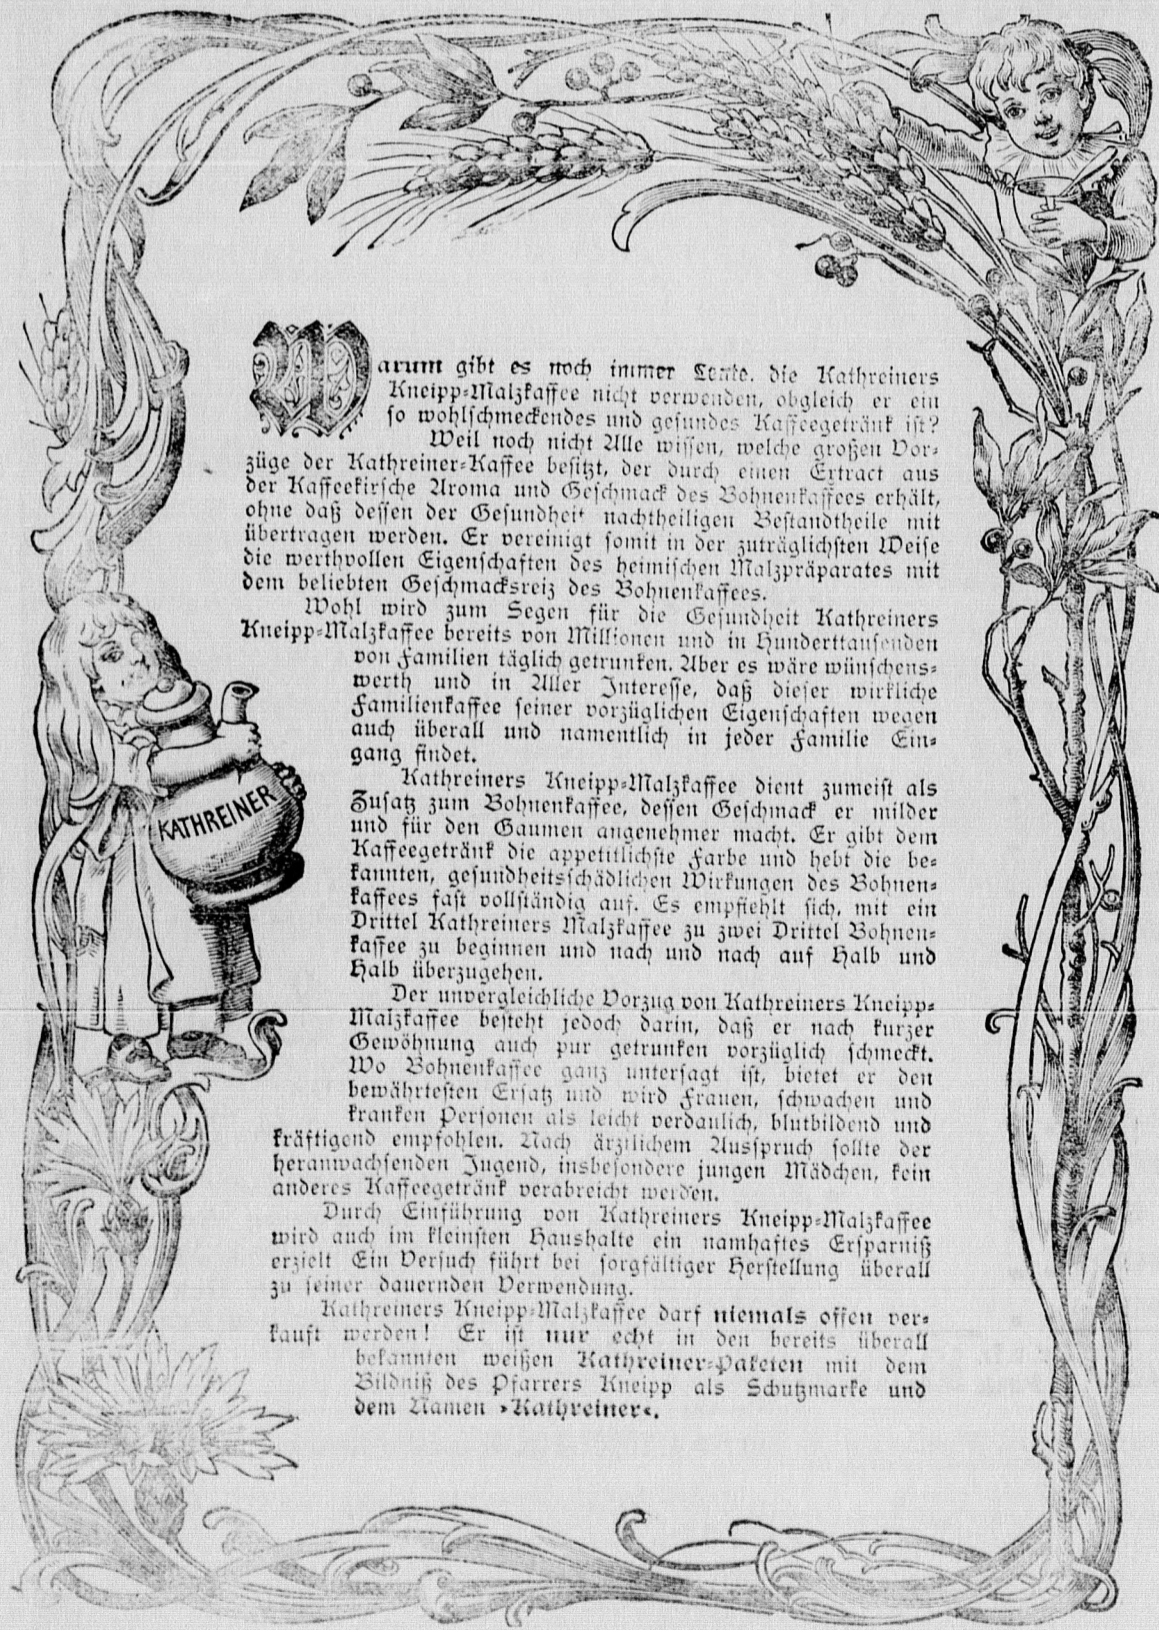 Warum gibt es noch immer Leute, die Kathreiners
Kneipp-Malzkaffee nicht verwenden, obgleich er ein
so wohlschmeckendes und gesundes Kaffeegetränk ist?
Weil noch nicht Alle wissen, welche großen Vor-
züge der Kathreiner-Kaffee besitzt, der durch einen Extract aus
der Kaffeekirsche Aroma und Geschmack des Bohnenkaffees erhält,
ohne daß dessen der Gesundheit nachtheiligen Bestandtheile mit
übertragen werden. Er vereinigt somit in der zuträglichsten Weise
die werthvollen Eigenschaften des heimischen Malzpräparates mit
dem beliebten Geschmacksreiz des Bohnenkaffees.
Wohl wird zum Segen für die Gesundheit Kathreiners
Kneipp-Malzkaffee bereits von Millionen und in Hunderttausenden
von Familien täglich getrunken. Aber es wäre wünschens-
werth und in Aller Interesse, daß dieser wirkliche
Familienkaffee seiner vorzüglichen Eigenschaften wegen
auch überall und namentlich in jeder Familie Ein-
gang findet.
Kathreiners Kneipp-Malzkaffee dient zumeist als
Zusatz zum Bohnenkaffee, dessen Geschmack er milder
und für den Gaumen angenehmer macht. Er gibt dem
Kaffeegetränk die appetitlichste Farbe und hebt die be-
kannten, gesundheitsschädlichen Wirkungen des Bohnen-
kaffees fast vollständig auf. Es empfiehlt sich, mit ein
Drittel Kathreiners Malzkaffee zu zwei Drittel Bohnen-
kaffee zu beginnen und nach und nach auf Halb und
Halb überzugehen.
Der unvergleichliche Vorzug von Kathreiners Kneipp-
Malzkaffee besteht jedoch darin, daß er nach kurzer
Gewöhnung auch pur getrunken vorzüglich schmeckt.
Wo Bohnenkaffee ganz untersagt ist, bietet er den
bewährtesten Ersatz und wird Frauen, schwachen und
kranken Personen als leicht verdaulich, blutbildend und
kräftigend empfohlen. Nach ärztlichem Ausspruch sollte der
heranwachsenden Jugend, insbesondere jungen Mädchen, kein
anderes Kaffeegetränk verabreicht werden.
Durch Einführung von Kathreiners Kneipp-Malzkaffee
wird auch im kleinsten Haushalte ein namhaftes Ersparniß
erzielt Ein Versuch führt bei sorgfältiger Herstellung überall
zu seiner dauernden Verwendung.
Kathreiners Kneipp-Malzkaffee darf niemals offen ver-
kauft werden! Er ist nur echt in den bereits überall
bekannten weißen Kathreiner-Paketen mit dem
Bildniß des Pfarrers Kneipp als Schutzmarke und
dem Namen »Kathreiner«.
KATHREINER